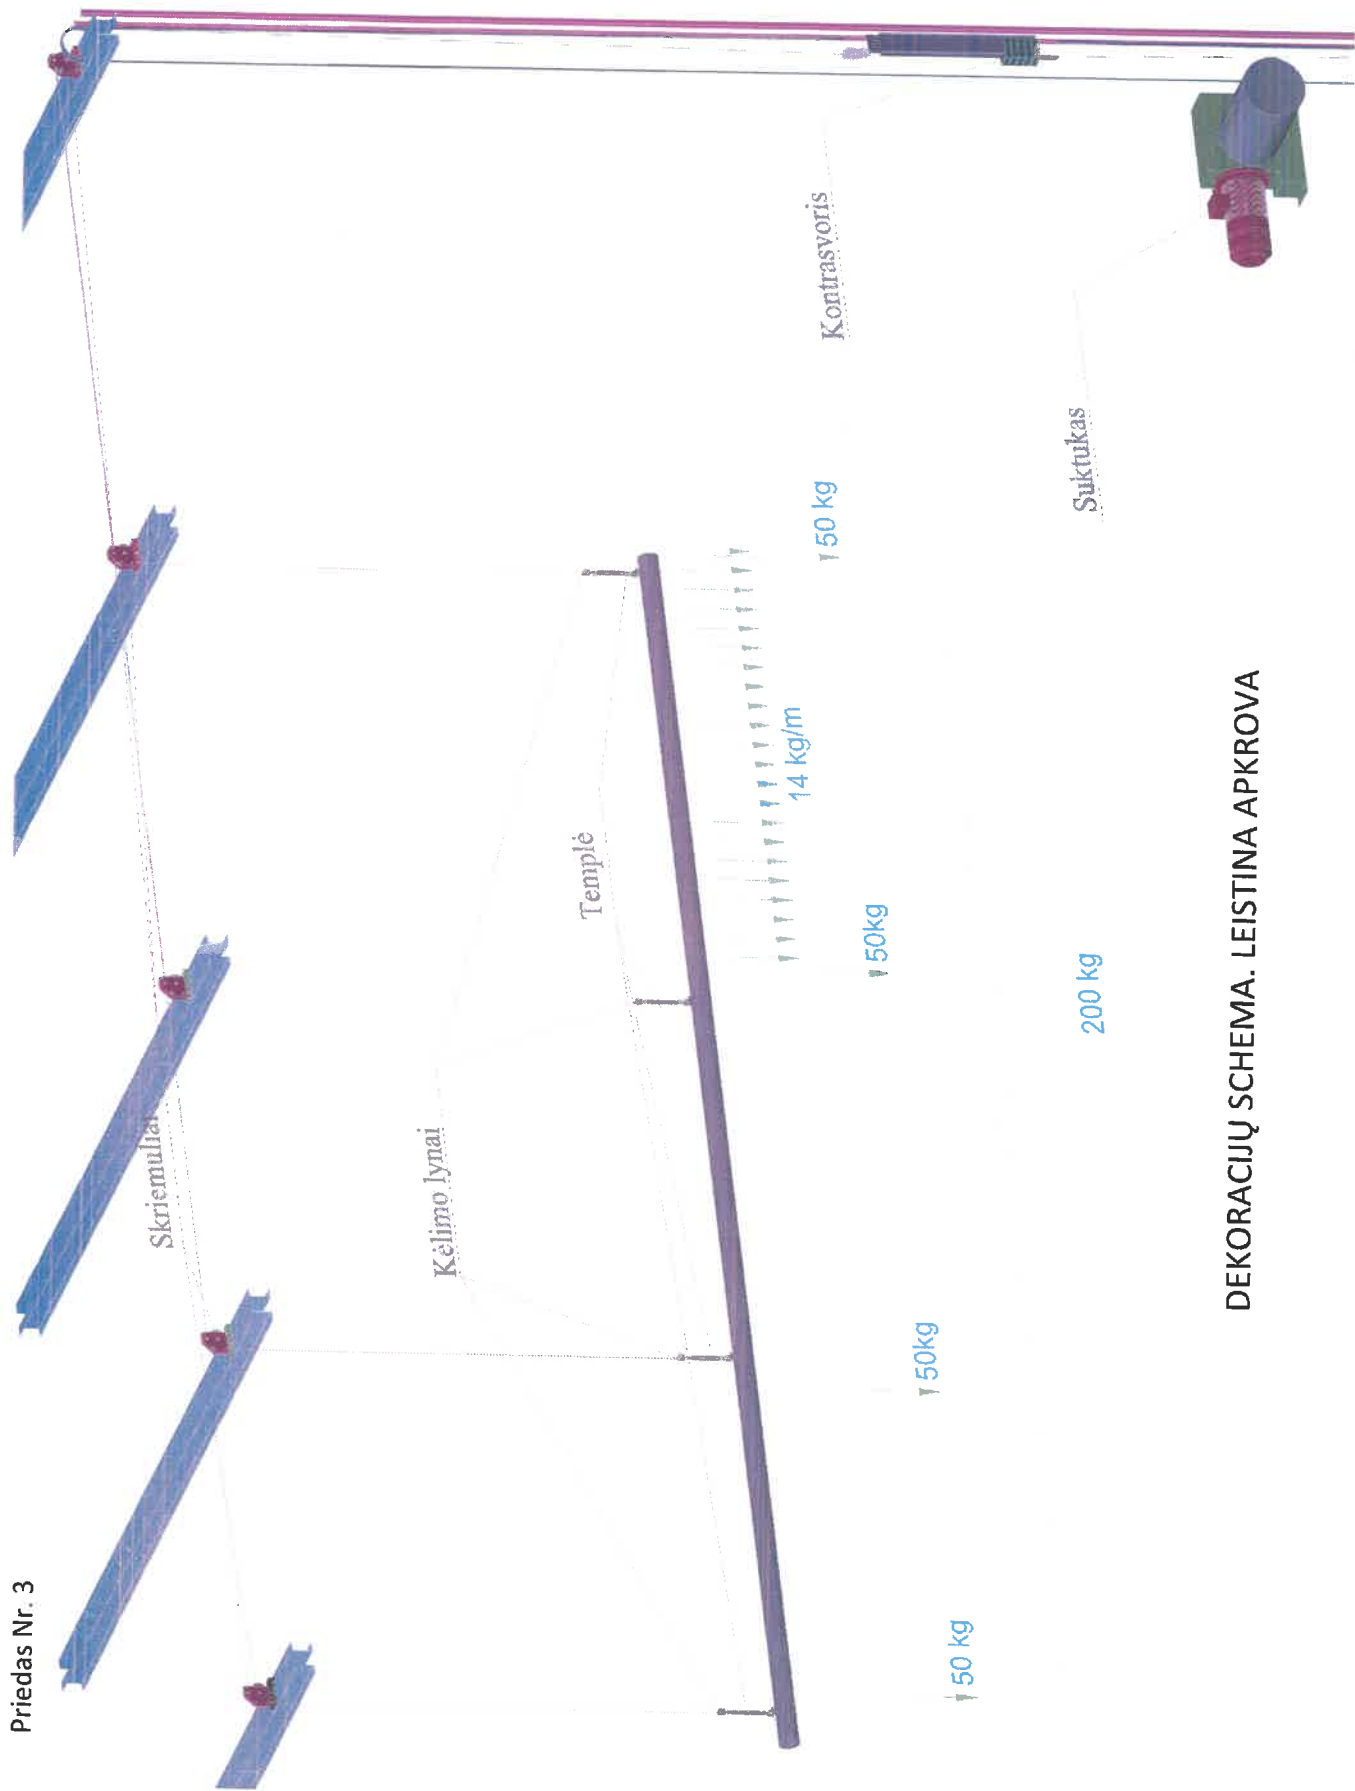 Priedas Nr. 3
Skriemuliai
Kėlimo lynai
Templė
Kontrasvoris
Suktukas
14 kg/m
50 kg
50kg
50kg
50 kg
200 kg
DEKORACIJŲ SCHEMA. LEISTINA APKROVA